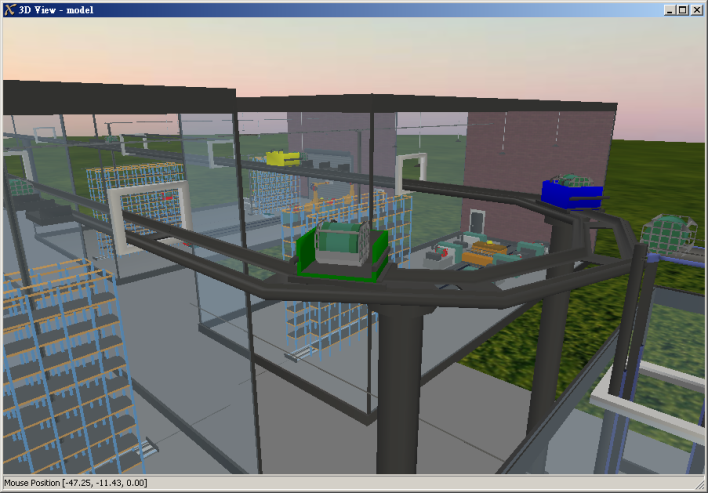 3D View - model
Mouse Position [-47.25, -11.43, 0.00]